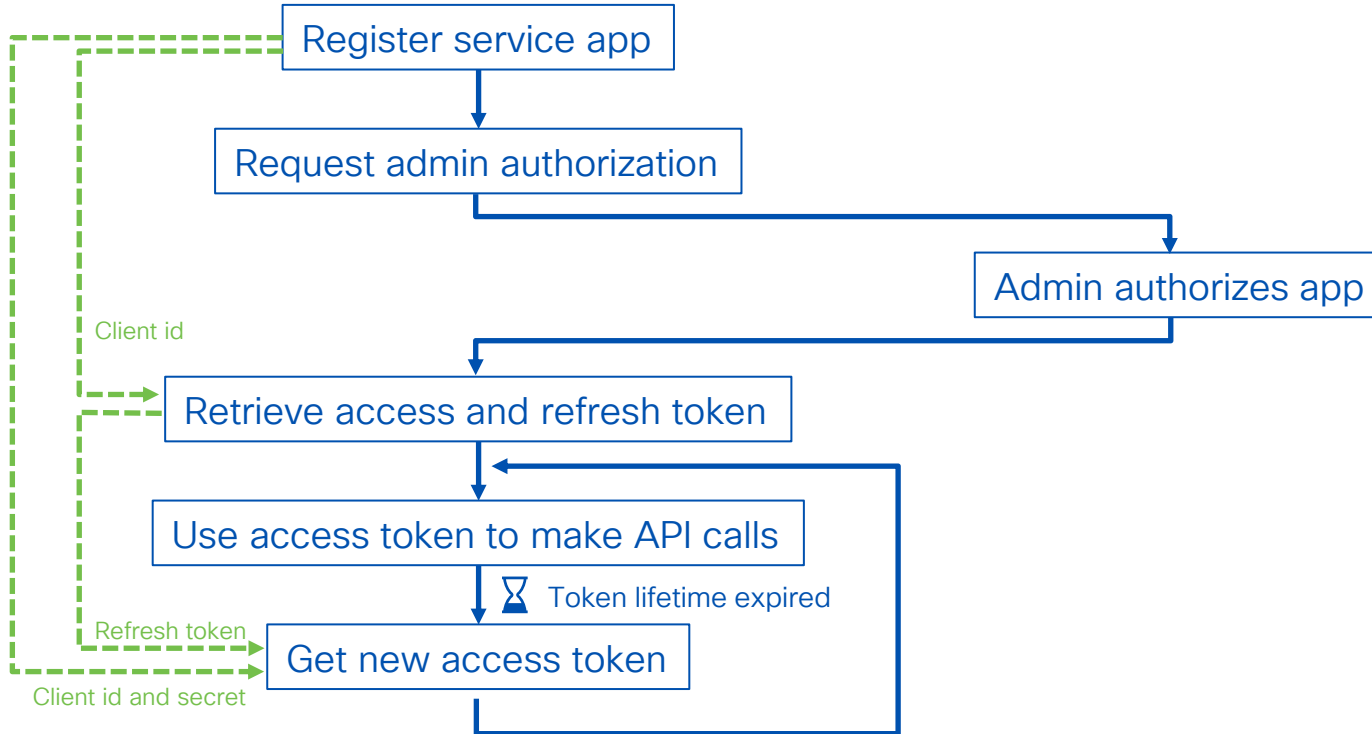 Register service app
Request admin authorization
Admin authorizes app
Client id
Retrieve access and refresh token
Use access token to make API calls
Token lifetime expired
Refresh token
Get new access token
Client id and secret